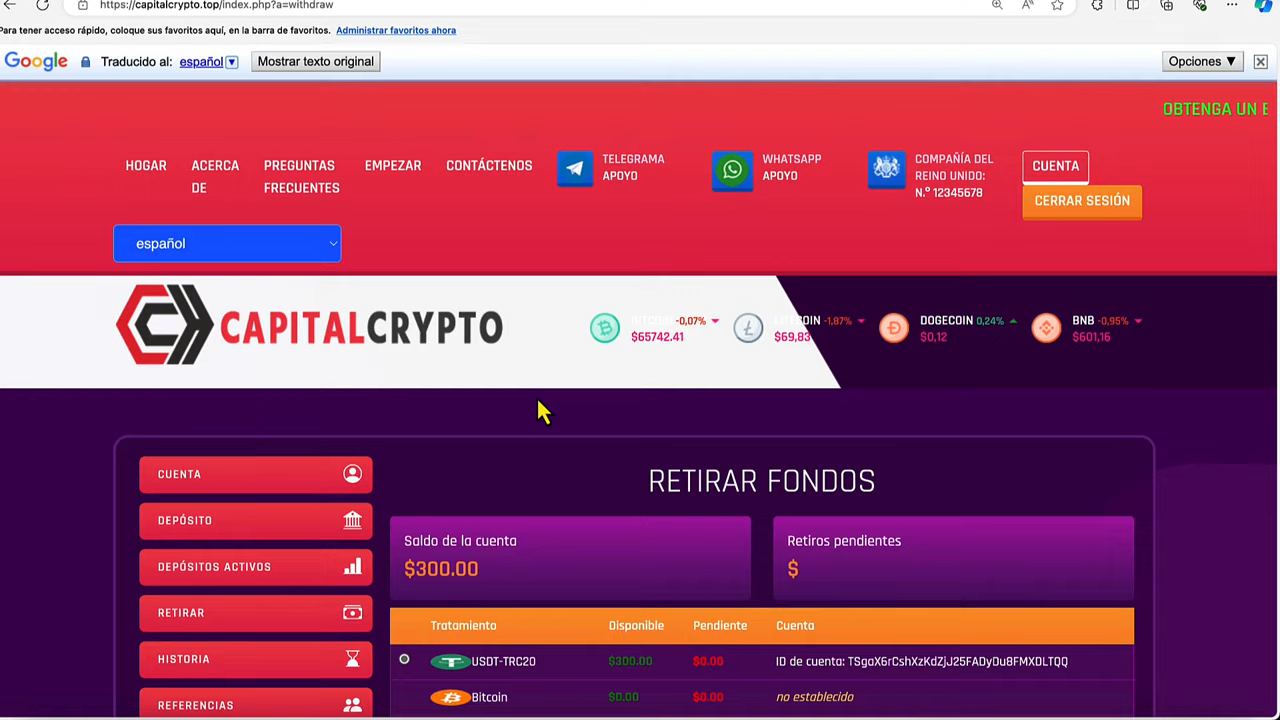 https://capitalcrypto.top/index.php?a=withdraw
Para tener acceso rápido, coloque sus favoritos aquí, en la barra de favoritos. Administrar favoritos ahora
Google Traducido al: español Mostrar texto original Opciones ▼
OBTENGA UN
HOGAR
ACERCA DE
PREGUNTAS FRECUENTES
EMPEZAR
CONTÁCTENOS
TELEGRAMA
APOYO
WHATSAPP
APOYO
COMPAÑÍA DEL
REINO UNIDO:
N.º 12345678
CUENTA
CERRAR SESIÓN
español
CAPITALCRYPTO
BITCOIN -0,07%
$65742.41
LITECOIN -1,87%
$69,83
DOGECOIN 0,24%
$0,12
BNB -0,95%
$601,16
CUENTA
DEPÓSITO
DEPÓSITOS ACTIVOS
RETIRAR
HISTORIA
REFERENCIAS
RETIRAR FONDOS
Saldo de la cuenta
$300.00
Retiros pendientes
$
Tratamiento Disponible Pendiente Cuenta
USDT-TRC20 $300.00 $0.00 ID de cuenta: TSgaX6rCshXzKdZjJ25FADyDu8FMXDLTQQ
Bitcoin $0.00 $0.00 no establecido